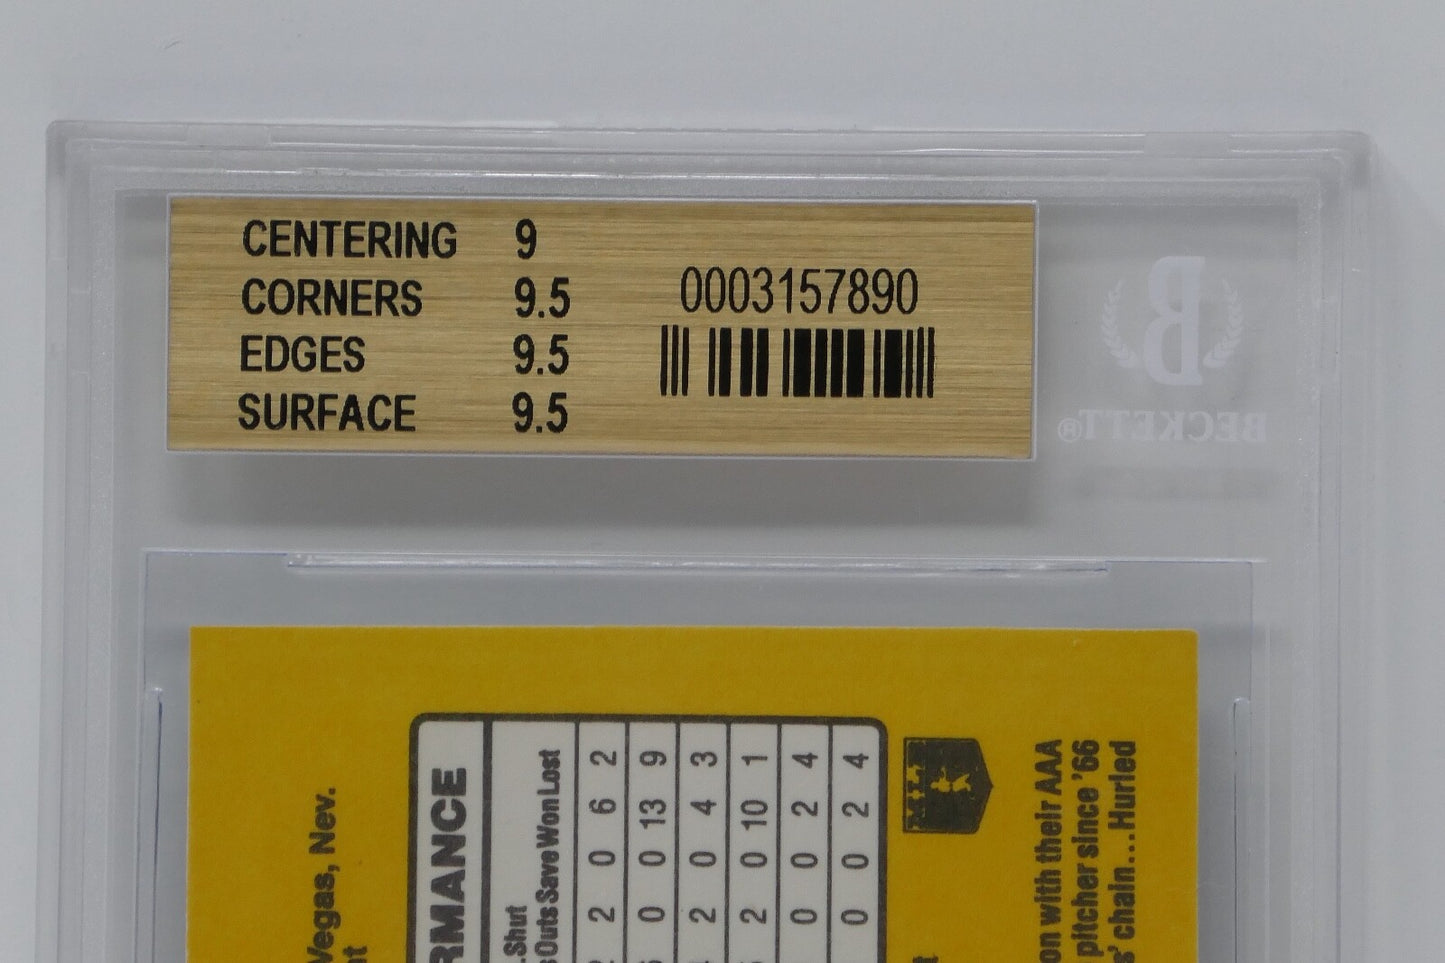 CENTERING 9
CORNERS 9.5
EDGES 9.5
SURFACE 9.5
0003157890
BECKETT®
Vegas, Nev.
RMANCE
Shut
Outs Save Won Lost
2 0 6 2
0 0 13 9
2 0 4 3
2 0 10 1
0 0 2 4
0 0 2 4
on with their AAA
pitcher since '66
chain...Hurled